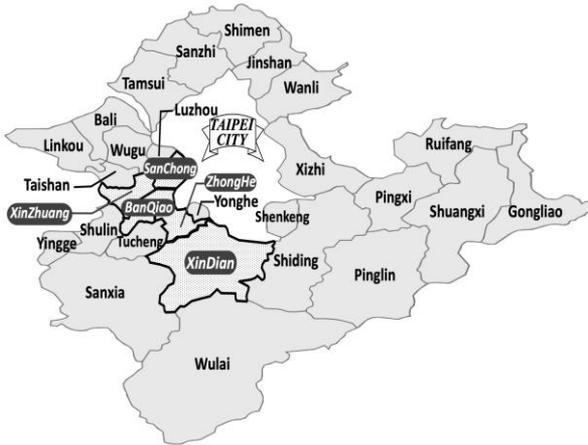 Shimen
Sanzhi
Jinshan
Tamsui
Wanli
Luzhou
Bali
TAIPEI
CITY
Linkou
Wugu
Ruifang
SanChong
Xizhi
Taishan
ZhongHe
Pingxi
XinZhuang
BanQiao
Yonghe
Shenkeng
Shuangxi
Gongliao
Shulin
Yingge
Tucheng
XinDian
Shiding
Pinglin
Sanxia
Wulai